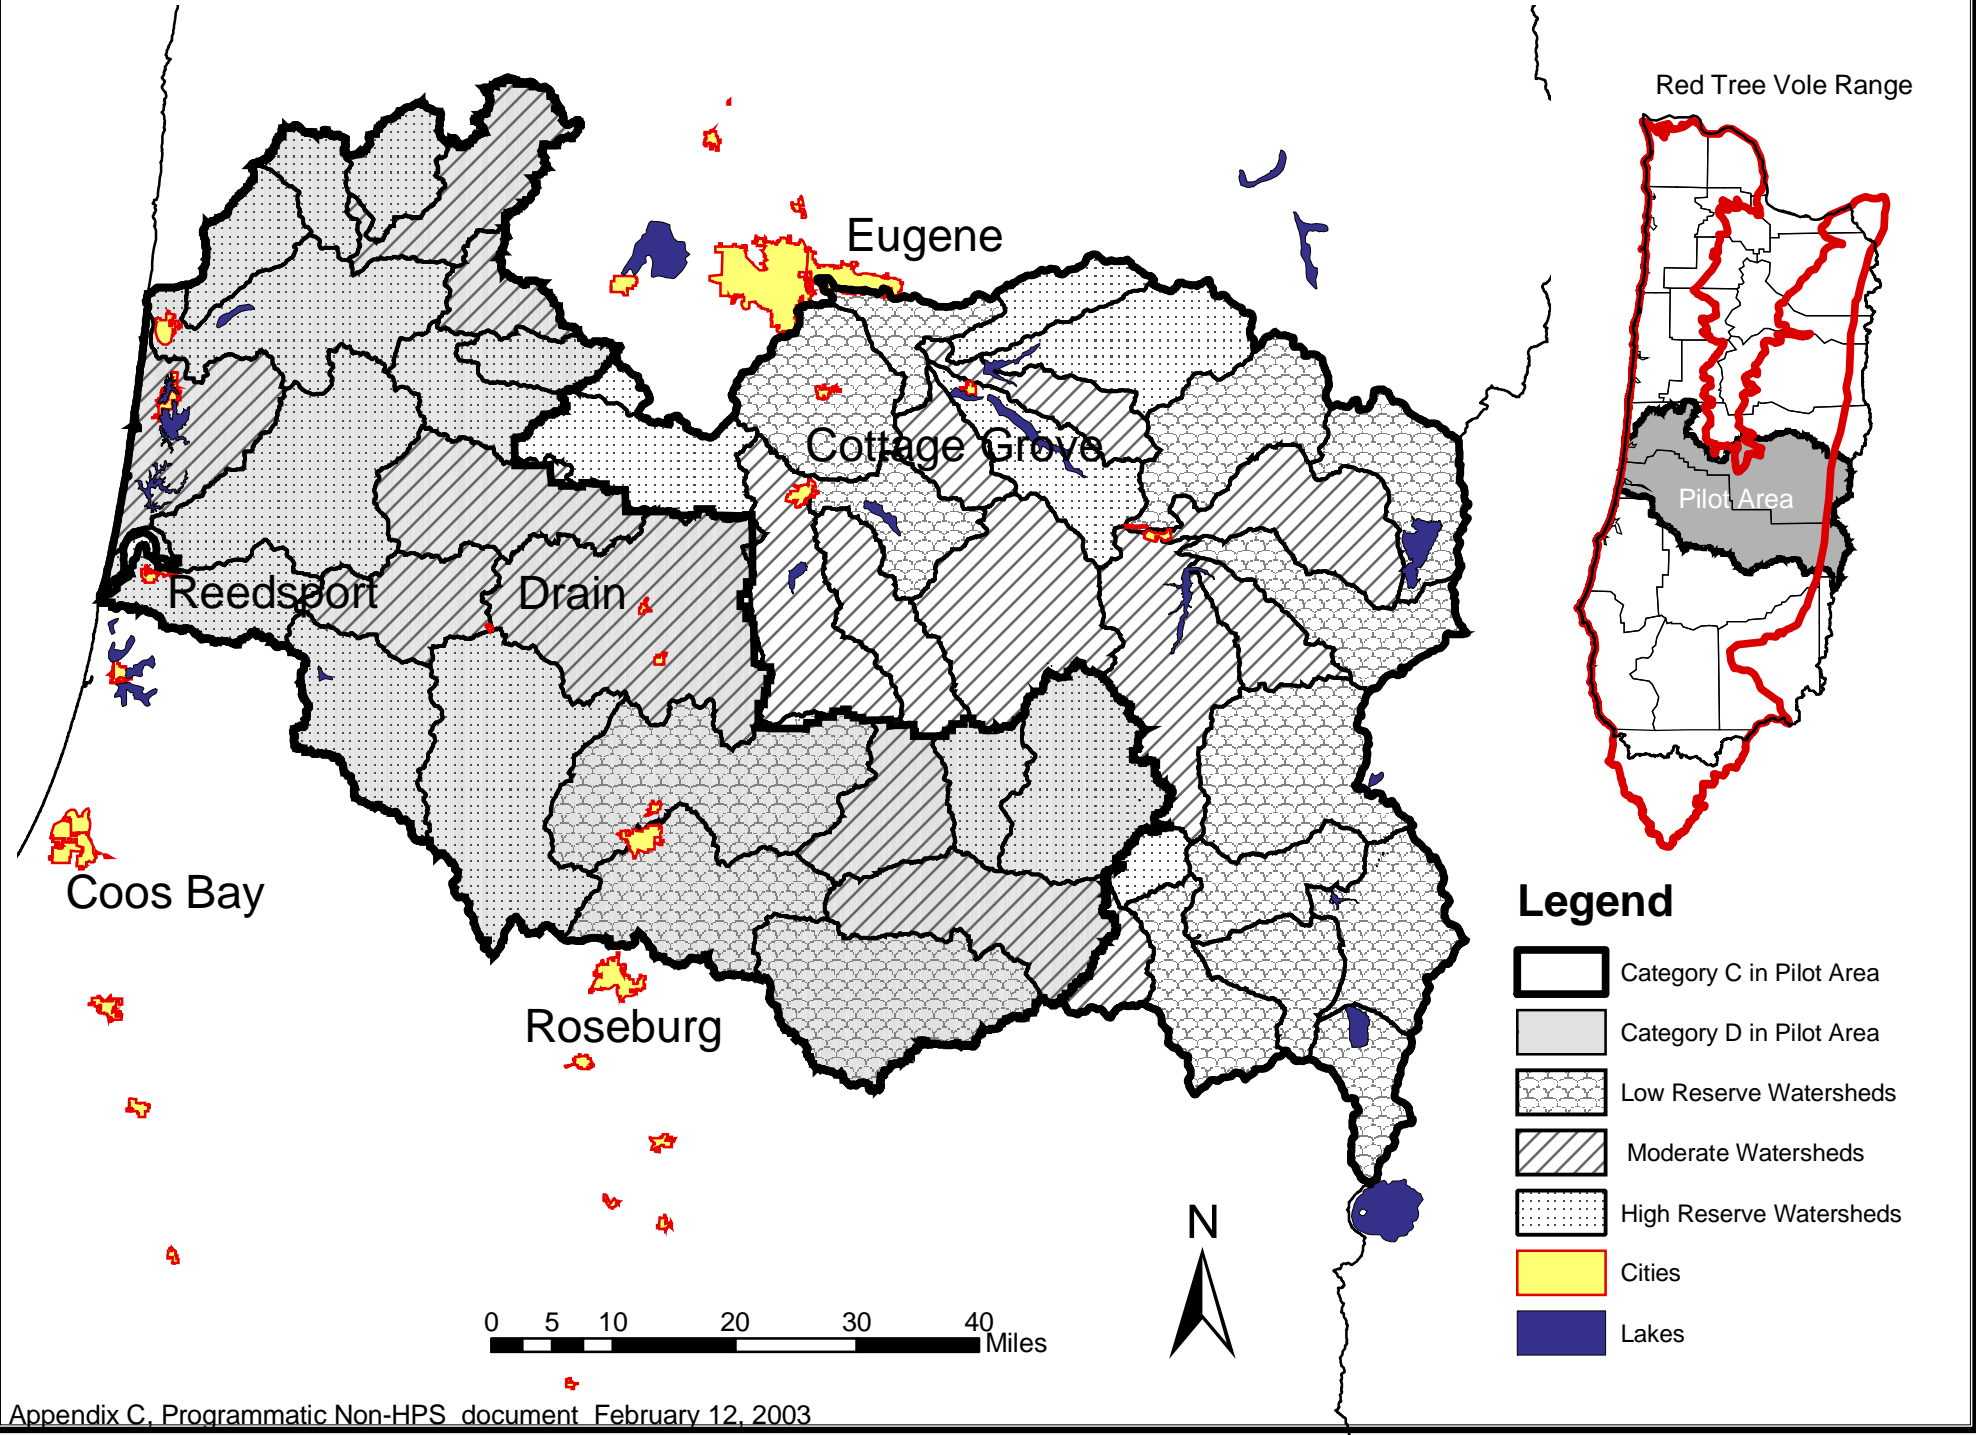 Red Tree Vole Range
Eugene
Cottage Grove
Pilot Area
Reedsport
Drain
Coos Bay
Roseburg
Legend
Category C in Pilot Area
Category D in Pilot Area
Low Reserve Watersheds
Moderate Watersheds
High Reserve Watersheds
Cities
Lakes
N
0 5 10 20 30 40
Miles
Appendix C, Programmatic Non-HPS document February 12, 2003